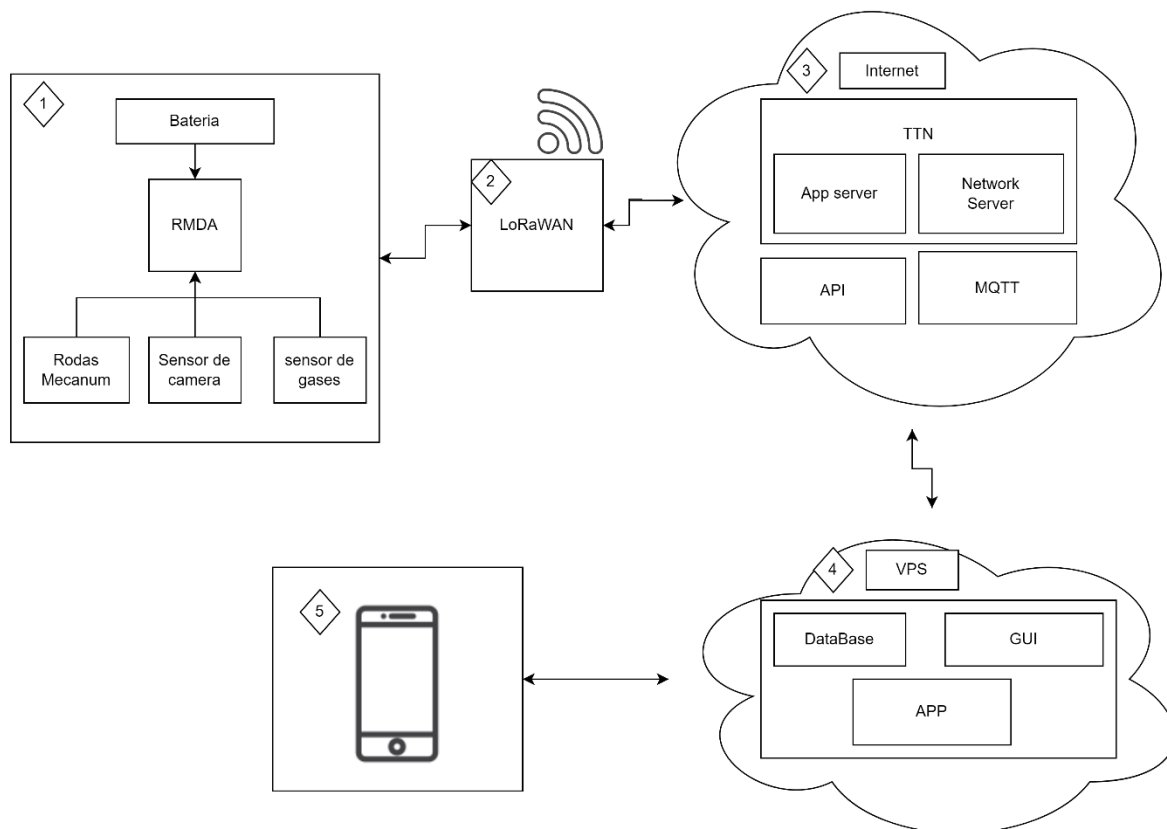 1
Bateria
RMDA
Rodas
Mecanum
Sensor de
camera
sensor de
gases
2
LoRaWAN
3
Internet
TTN
App server
Network
Server
API
MQTT
4
VPS
DataBase
GUI
APP
5